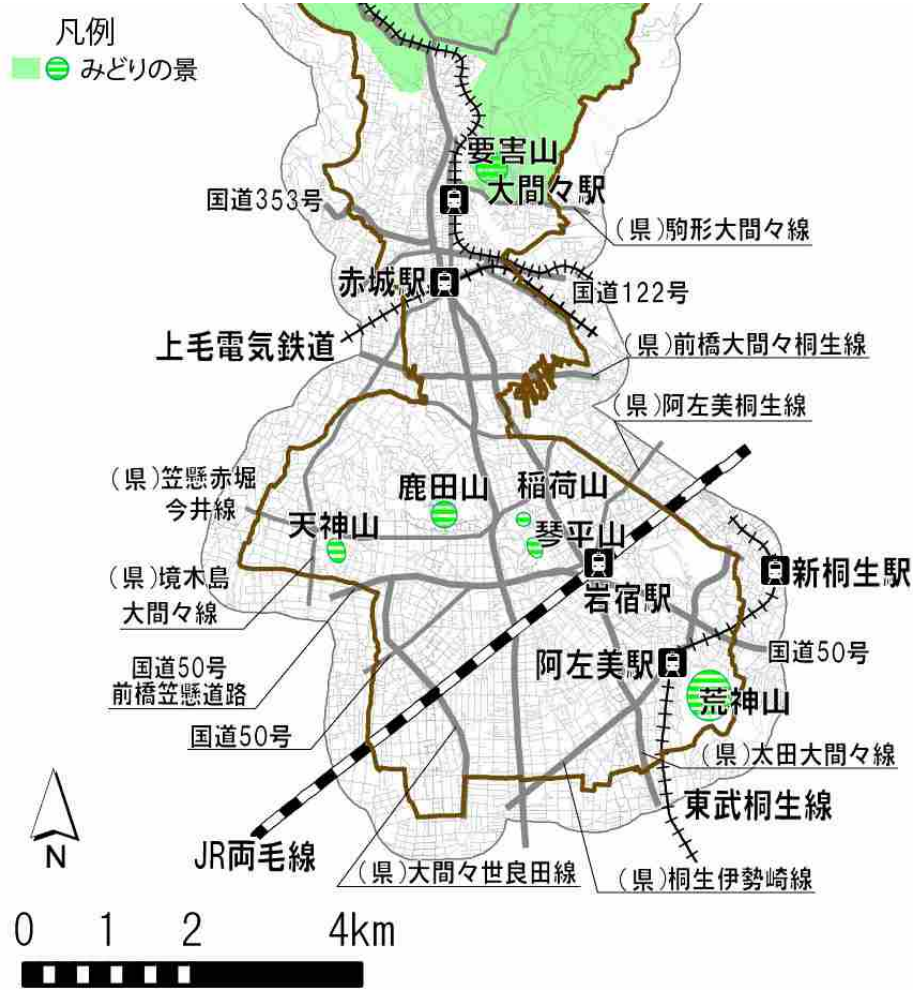 凡例
みどりの景
要害山
大間々駅
国道353号
(県)駒形大間々線
赤城駅
国道122号
上毛電気鉄道
(県)前橋大間々桐生線
(県)阿左美桐生線
(県)笠懸赤堀
今井線
鹿田山
稲荷山
天神山
琴平山
岩宿駅
新桐生駅
(県)境木島
大間々線
国道50号
前橋笠懸道路
阿左美駅
国道50号
荒神山
国道50号
(県)太田大間々線
東武桐生線
N
JR両毛線
(県)大間々世良田線
(県)桐生伊勢崎線
0 1 2 4km